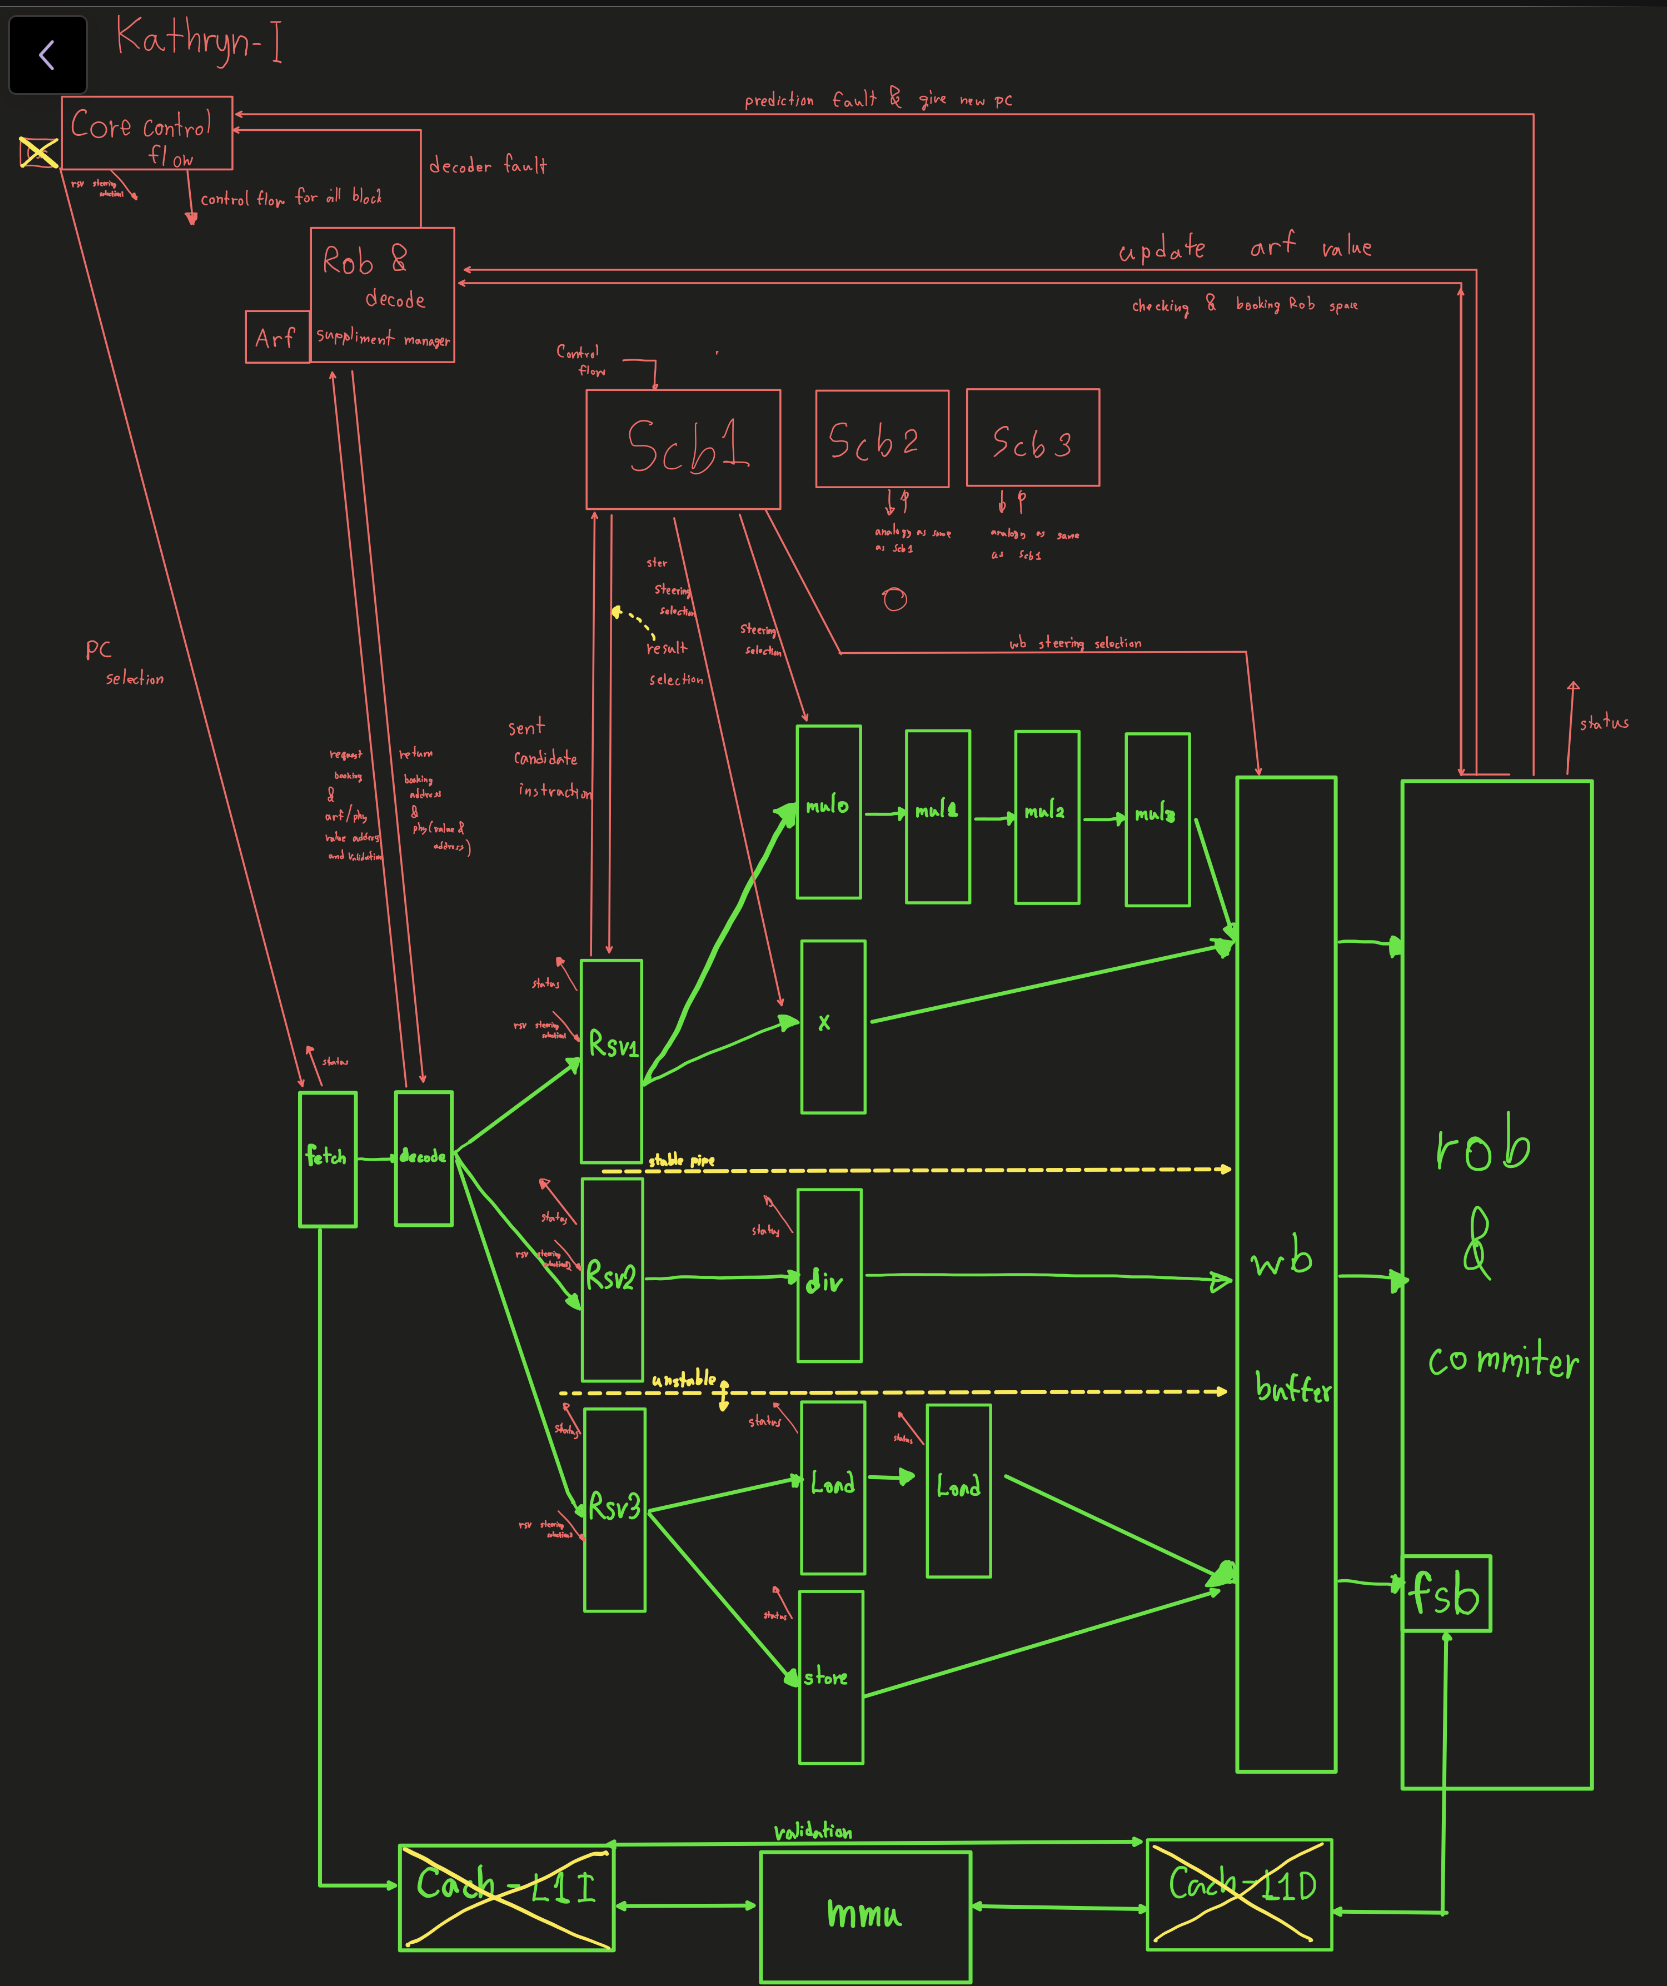 Kathryn-I
prediction fault & give new pc
Core control
flow
decoder fault
rsv steering
control flow for all block
update arf value
Rob &
decode
checking & booking Rob space
Arf
suppliment manager
Control
flow
Scb1
Scb2
Scb3
analogy as same
as Scb1
analogy as same
as Scb1
ster
steering
selection
steering
selection
result
selection
wb steering selection
PC
selection
status
sent
candidate
instraction
request
booking
&
arf/phy
value address
and validation
return
booking
address
&
phy(value &
address)
mul0
mul1
mul2
mul3
status
rsv steering
Rsv1
x
status
fetch
decode
stable pipe
status
rsv steering
Rsv2
status
div
wb
buffer
rob
&
commiter
unstable
status
Rsv3
rsv steering
status
Load
status
Load
status
store
fsb
validation
Cach-L1I
mmu
Cach-L1D